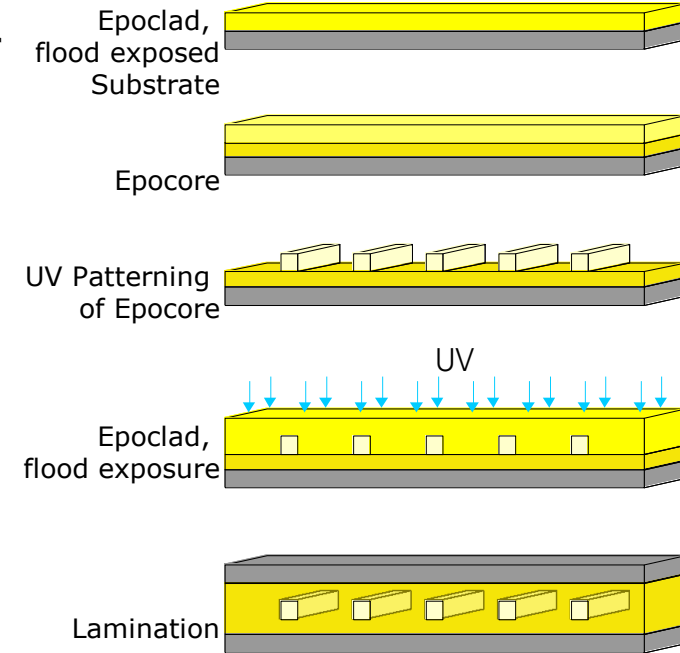 Epoclad,
flood exposed
Substrate
Epocore
UV Patterning
of Epocore
UV
Epoclad,
flood exposure
Lamination